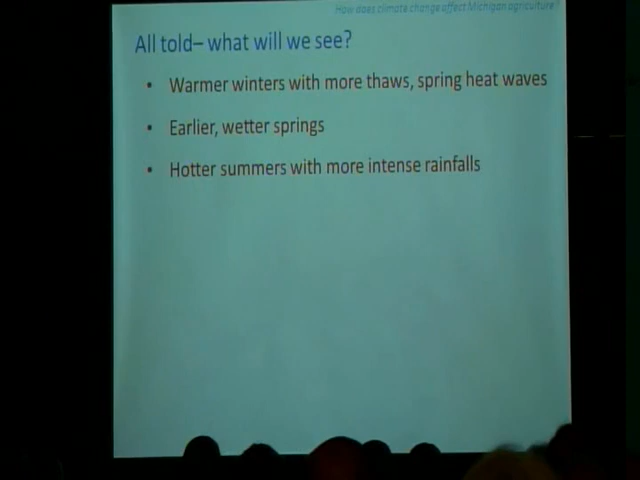 How does climate change affect Michigan agriculture
All told– what will we see?
• Warmer winters with more thaws, spring heat waves
• Earlier, wetter springs
• Hotter summers with more intense rainfalls